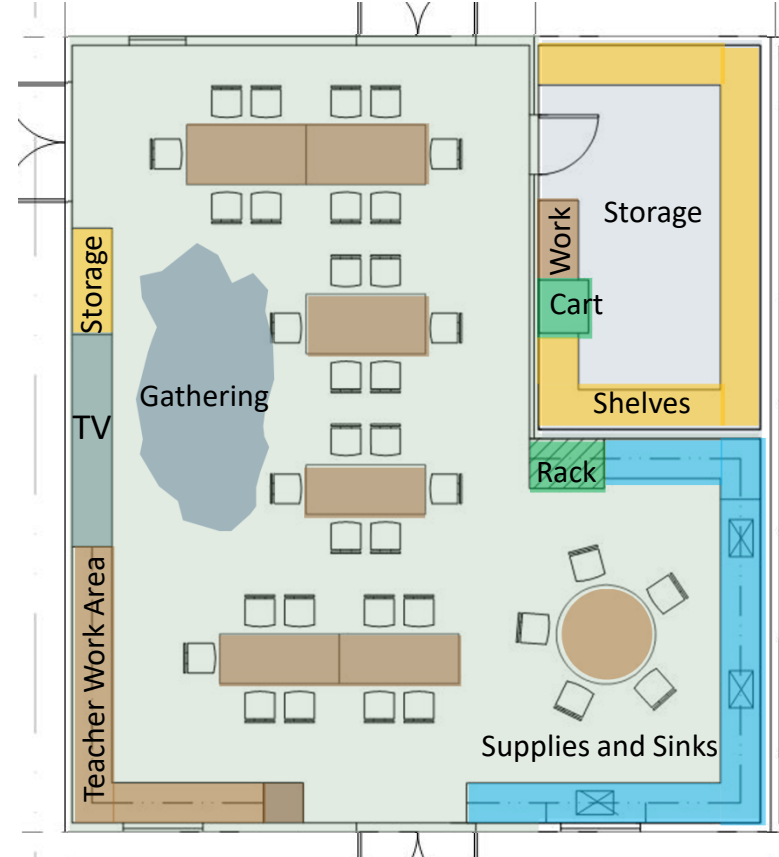 Storage
Work
Storage
Cart
Gathering
Shelves
TV
Rack
Teacher Work Area
Supplies and Sinks